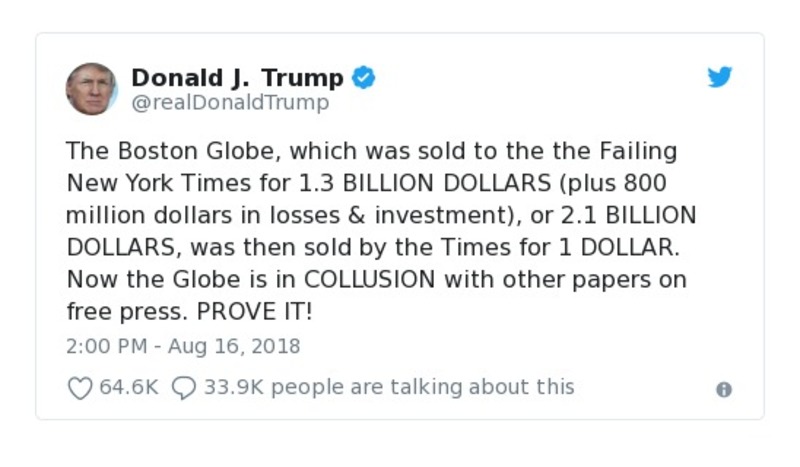 Donald J. Trump
@realDonaldTrump
The Boston Globe, which was sold to the the Failing
New York Times for 1.3 BILLION DOLLARS (plus 800
million dollars in losses & investment), or 2.1 BILLION
DOLLARS, was then sold by the Times for 1 DOLLAR.
Now the Globe is in COLLUSION with other papers on
free press. PROVE IT!
2:00 PM - Aug 16, 2018
64.6K 33.9K people are talking about this